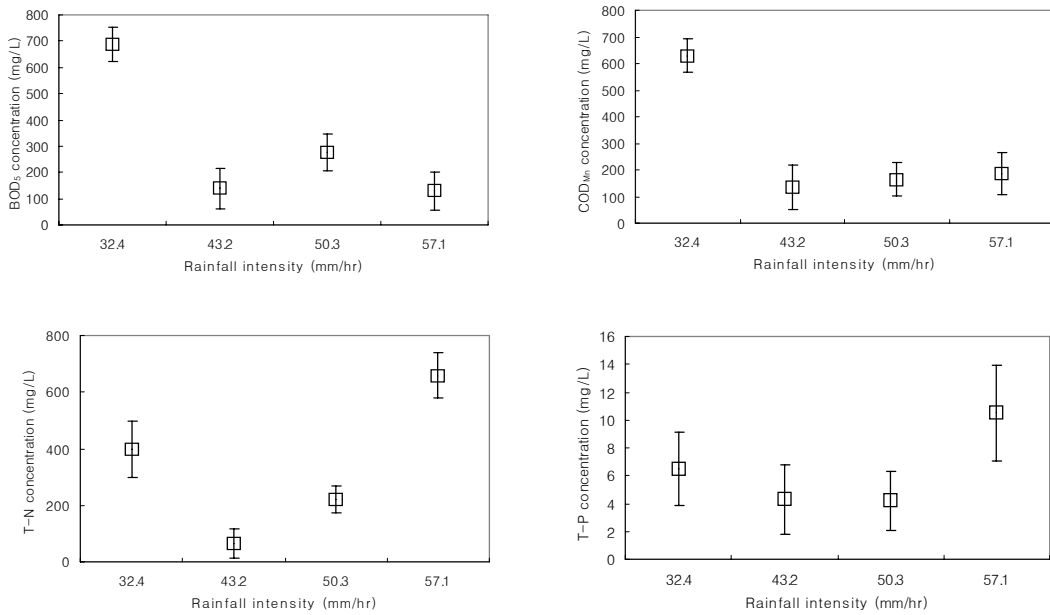 BOD₅ concentration (mg/L)
800
700
600
500
400
300
200
100
0
32.4 43.2 50.3 57.1
Rainfall intensity (mm/hr)
CODMn concentration (mg/L)
800
700
600
500
400
300
200
100
0
32.4 43.2 50.3 57.1
Rainfall intensity (mm/hr)
T-N concentration (mg/L)
800
600
400
200
0
32.4 43.2 50.3 57.1
Rainfall intensity (mm/hr)
T-P concentration (mg/L)
16
14
12
10
8
6
4
2
0
32.4 43.2 50.3 57.1
Rainfall intensity (mm/hr)